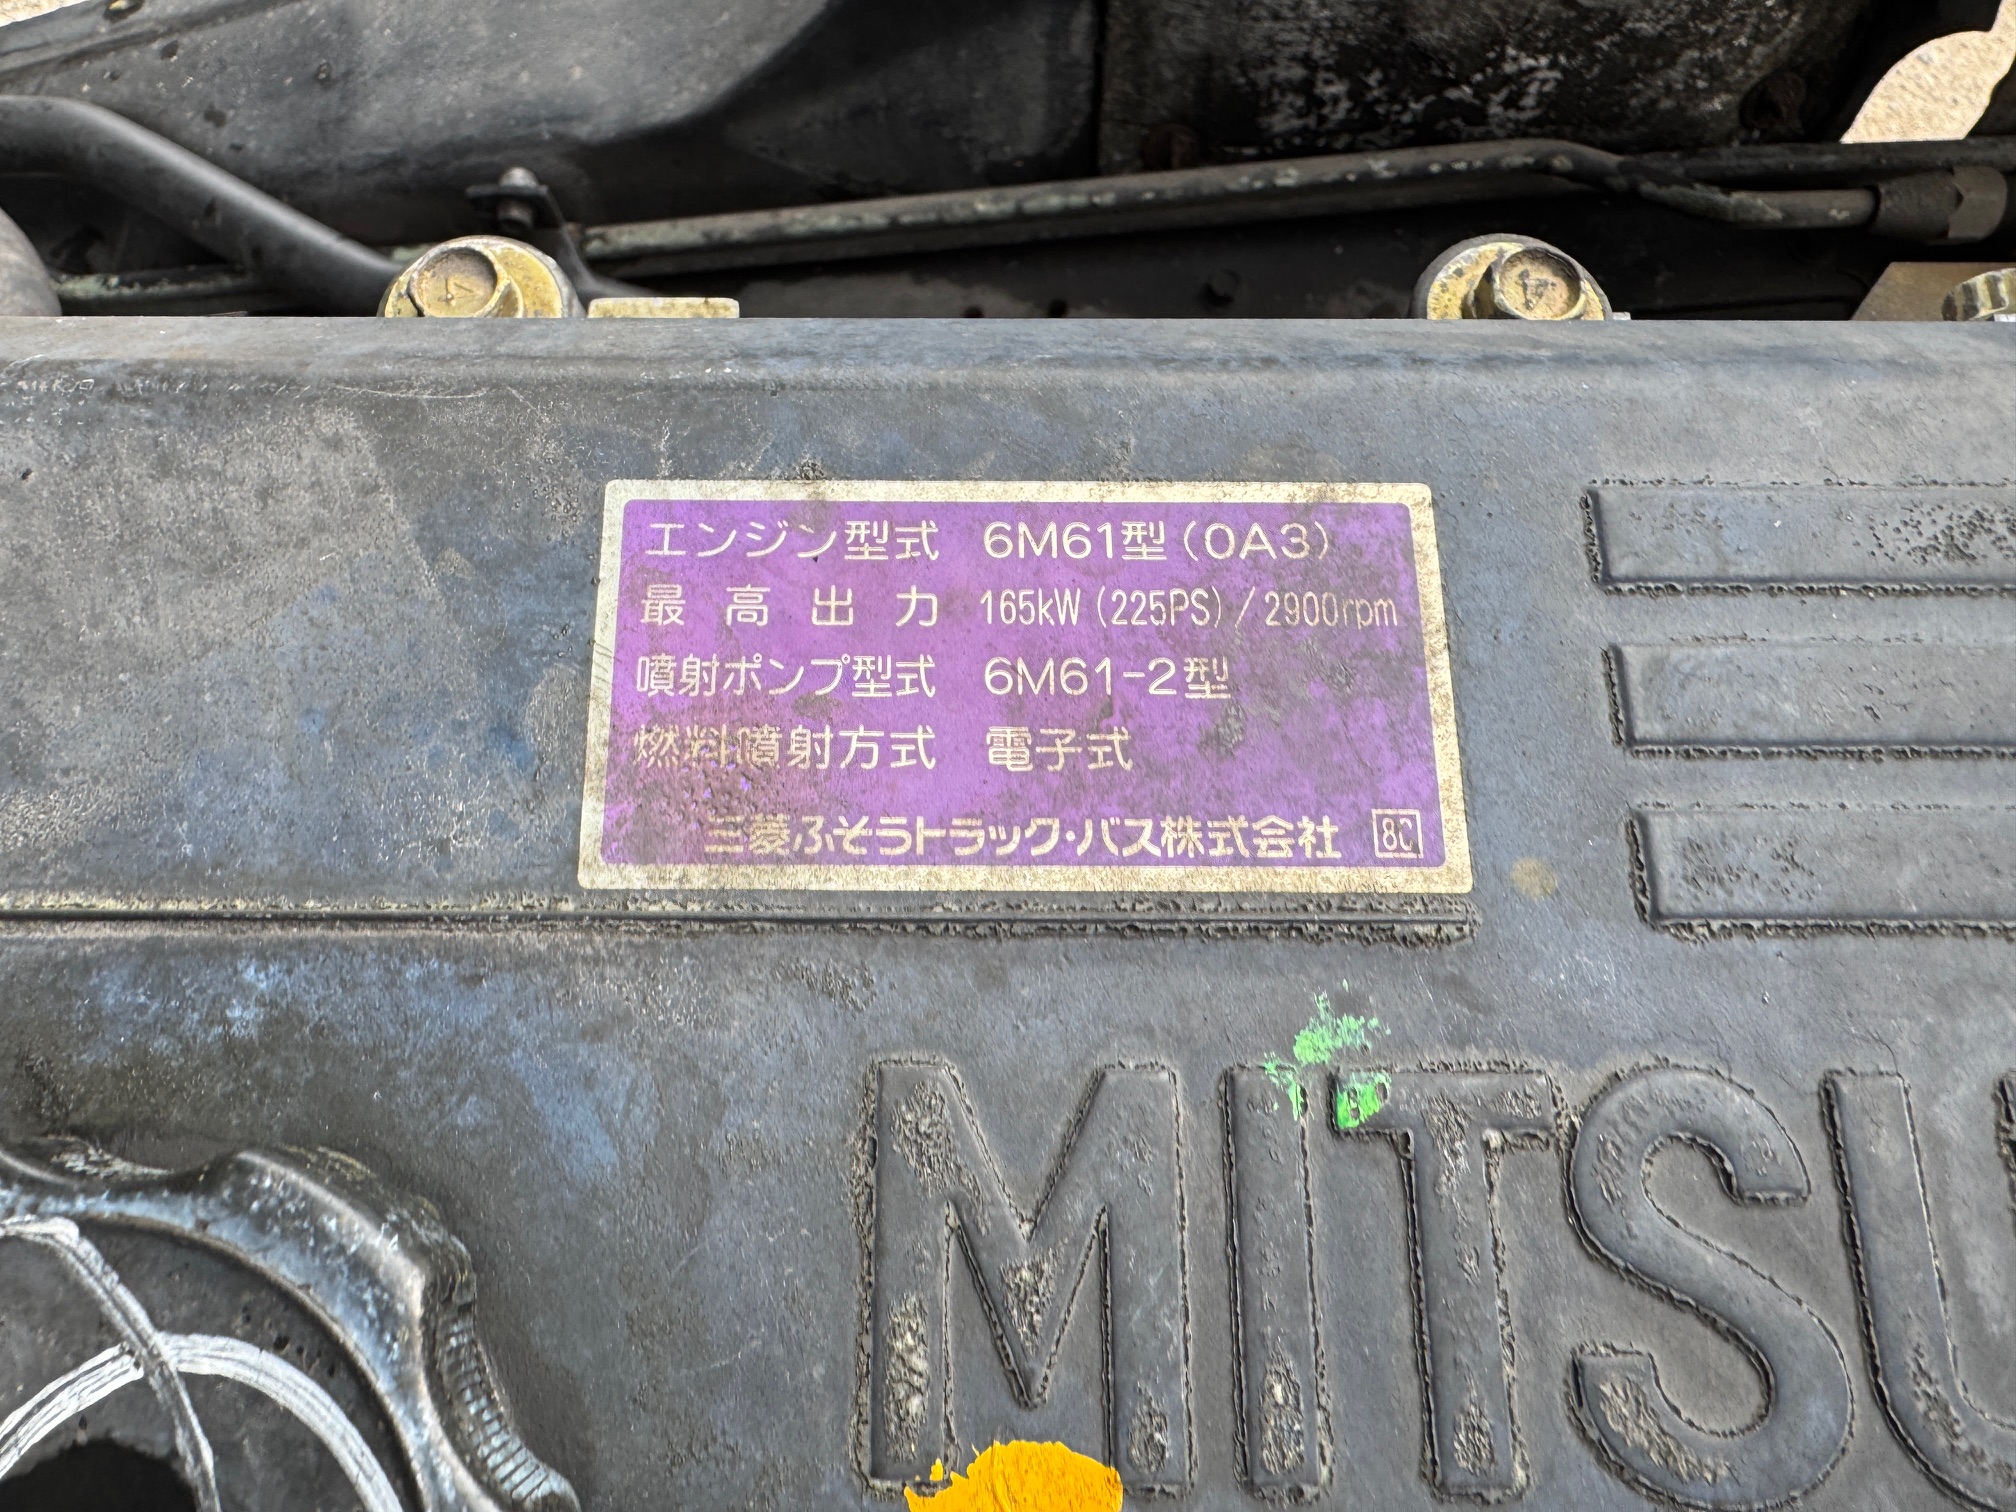 エンジン型式 6M61型(0A3)
最高出力 165kW(225PS)/2900rpm
噴射ポンプ型式 6M61-2型
燃料噴射方式 電子式
三菱ふそうトラック・バス株式会社 8C
MITSU